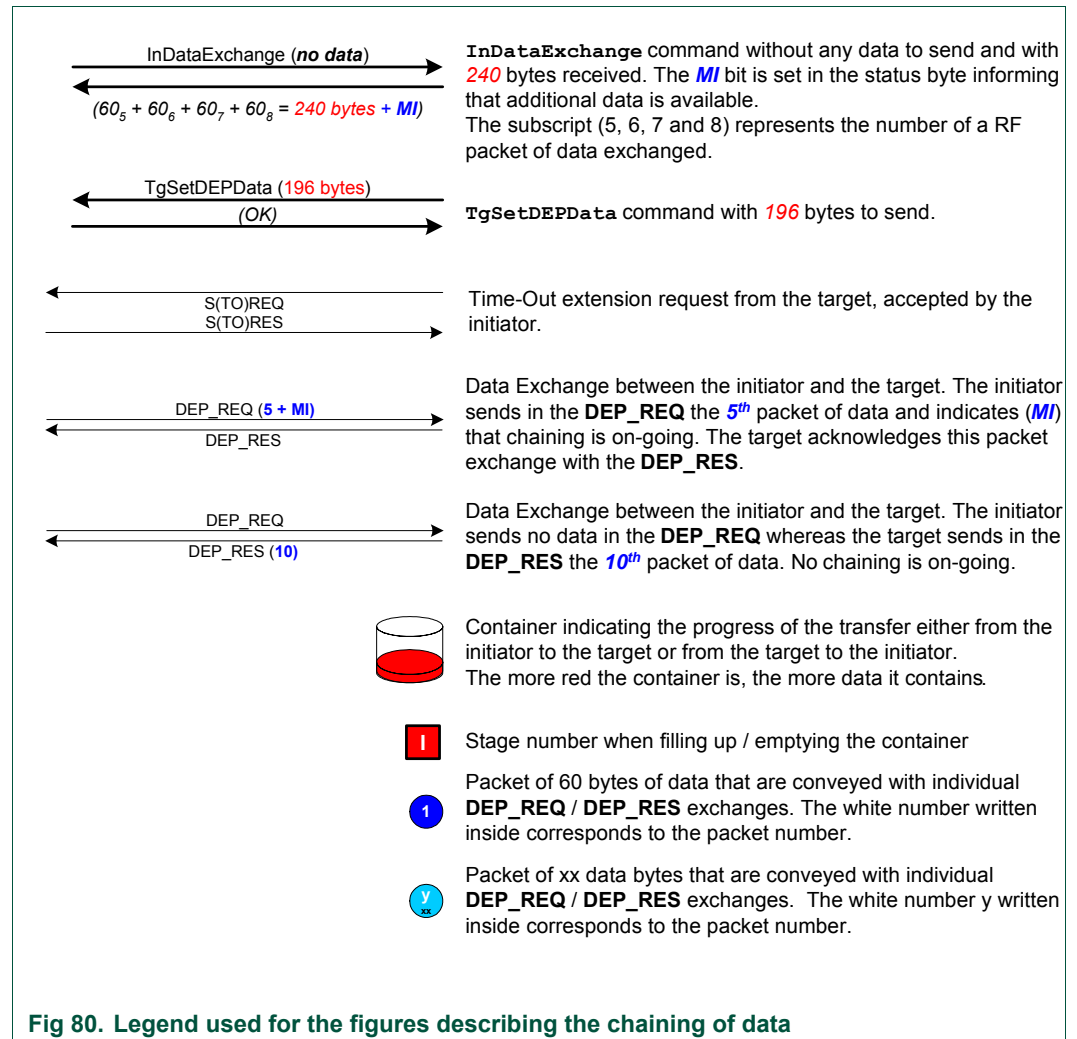 InDataExchange (no data)
(60₅ + 60₆ + 60₇ + 60₈ = 240 bytes + MI)
InDataExchange command without any data to send and with
240 bytes received. The MI bit is set in the status byte informing
that additional data is available.
The subscript (5, 6, 7 and 8) represents the number of a RF
packet of data exchanged.
TgSetDEPData (196 bytes)
(OK)
TgSetDEPData command with 196 bytes to send.
S(TO)REQ
S(TO)RES
Time-Out extension request from the target, accepted by the
initiator.
DEP_REQ (5 + MI)
DEP_RES
Data Exchange between the initiator and the target. The initiator
sends in the DEP_REQ the 5th packet of data and indicates (MI)
that chaining is on-going. The target acknowledges this packet
exchange with the DEP_RES.
DEP_REQ
DEP_RES (10)
Data Exchange between the initiator and the target. The initiator
sends no data in the DEP_REQ whereas the target sends in the
DEP_RES the 10th packet of data. No chaining is on-going.
Container indicating the progress of the transfer either from the
initiator to the target or from the target to the initiator.
The more red the container is, the more data it contains.
I
Stage number when filling up / emptying the container
1
Packet of 60 bytes of data that are conveyed with individual
DEP_REQ / DEP_RES exchanges. The white number written
inside corresponds to the packet number.
y
xx
Packet of xx data bytes that are conveyed with individual
DEP_REQ / DEP_RES exchanges. The white number y written
inside corresponds to the packet number.
Fig 80. Legend used for the figures describing the chaining of data